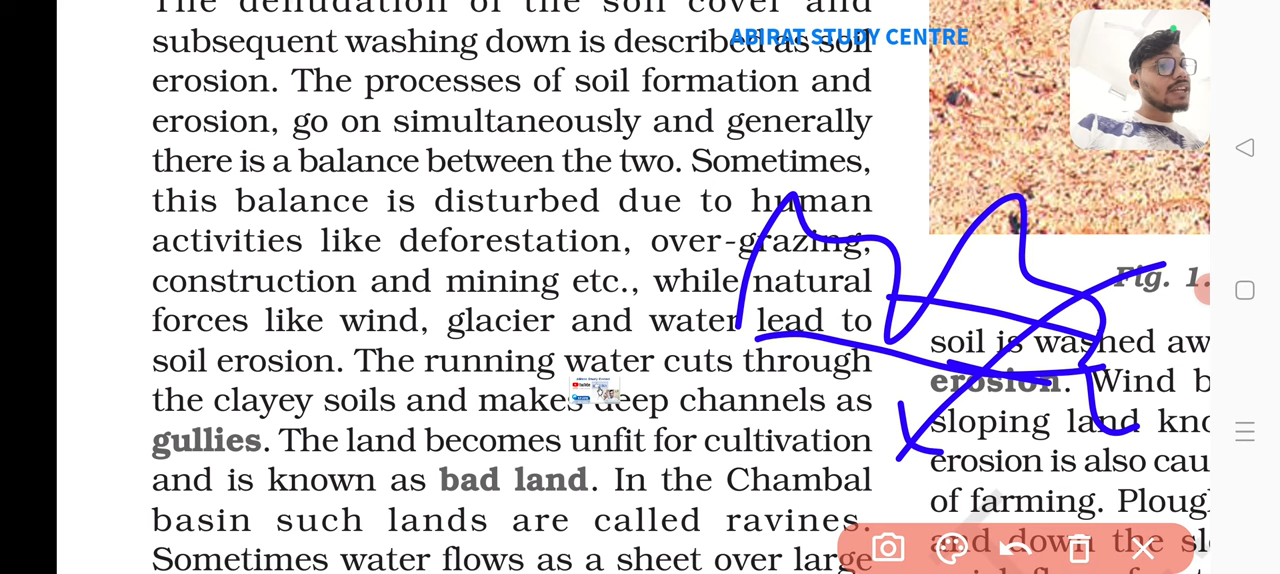 The denudation of the soil cover and
subsequent washing down is described as soil
erosion. The processes of soil formation and
erosion, go on simultaneously and generally
there is a balance between the two. Sometimes,
this balance is disturbed due to human
activities like deforestation, over-grazing,
construction and mining etc., while natural
forces like wind, glacier and water lead to
soil erosion. The running water cuts through
the clayey soils and makes deep channels as
gullies. The land becomes unfit for cultivation
and is known as bad land. In the Chambal
basin such lands are called ravines.
Sometimes water flows as a sheet over large
ABIRAT STUDY CENTRE
Fig. 1.
soil is washed aw
erosion. Wind b
sloping land kno
erosion is also cau
of farming. Ploug
and down the sl